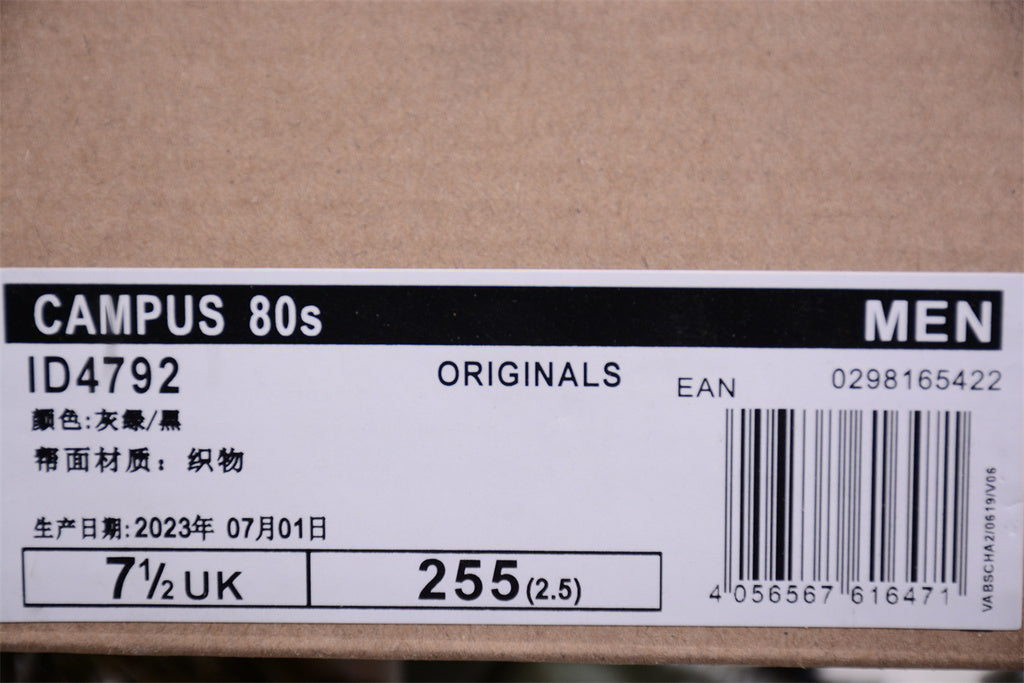 CAMPUS 80s MEN
ID4792 ORIGINALS EAN 0298165422
颜色:灰绿/黑
帮面材质：织物
生产日期:2023年 07月01日
7½ UK 255(2.5)
4 056567 616471
VABSCHA2/0619/V06